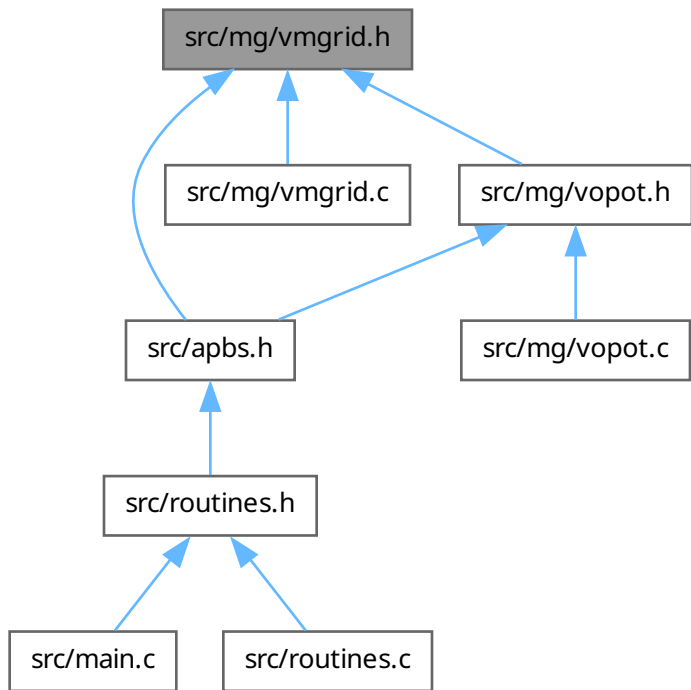 src/mg/vmgrid.h
src/mg/vmgrid.c
src/mg/vopot.h
src/apbs.h
src/mg/vopot.c
src/routines.h
src/main.c
src/routines.c